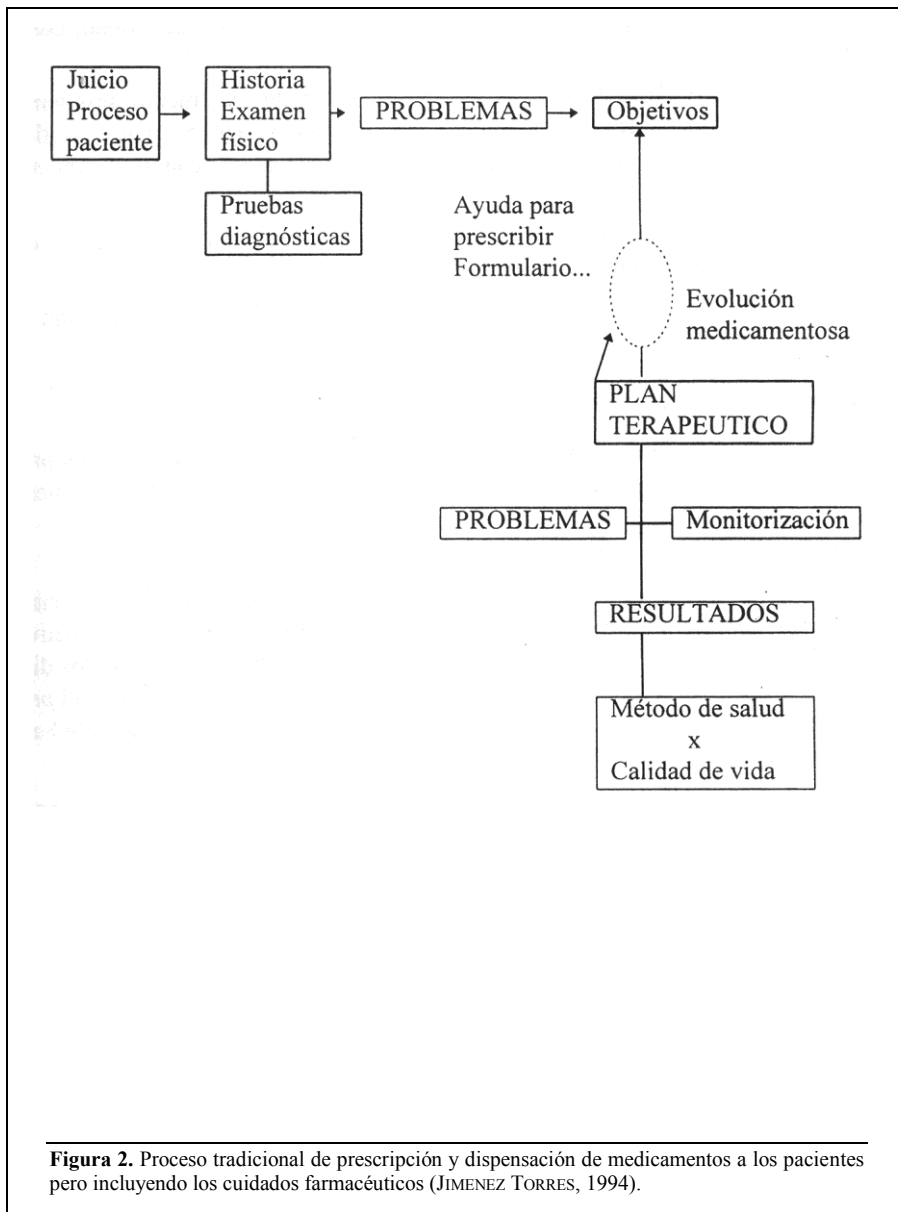 Juicio
Proceso
paciente
Historia
Examen
físico
PROBLEMAS
Objetivos
Pruebas
diagnósticas
Ayuda para
prescribir
Formulario...
Evolución
medicamentosa
PLAN
TERAPEUTICO
PROBLEMAS
Monitorización
RESULTADOS
Método de salud
x
Calidad de vida
Figura 2. Proceso tradicional de prescripción y dispensación de medicamentos a los pacientes
pero incluyendo los cuidados farmacéuticos (JIMENEZ TORRES, 1994).